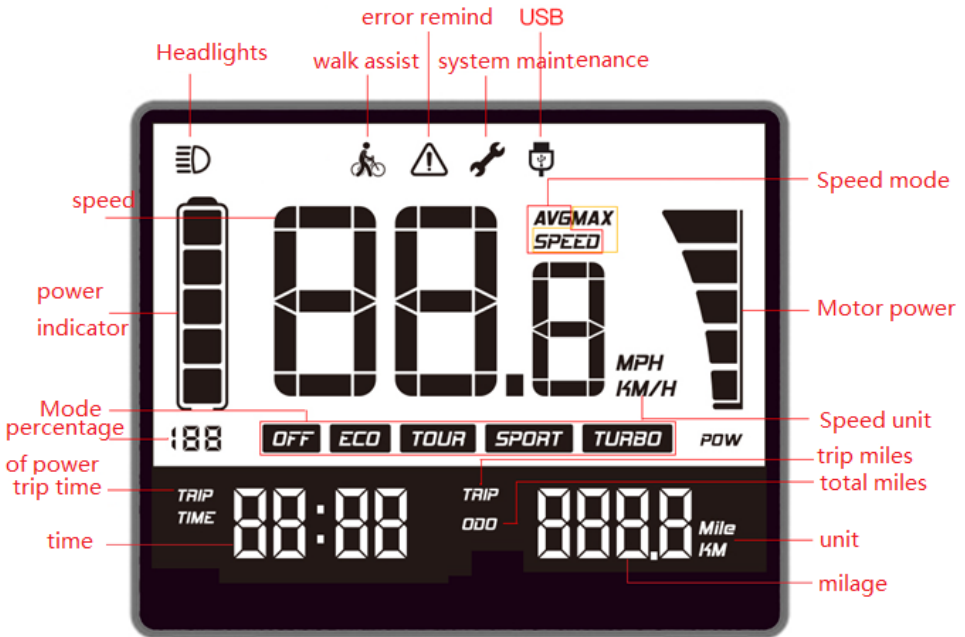 error remind
USB
Headlights
walk assist
system maintenance
Speed mode
AVG MAX
SPEED
speed
88.8
power
indicator
Motor power
MPH
KM/H
Mode
Speed unit
percentage
of power
188
OFF ECO TOUR SPORT TURBO
POW
trip miles
trip time
TRIP
TIME
88:88
TRIP
ODO
total miles
888.8
Mile
KM
time
unit
milage